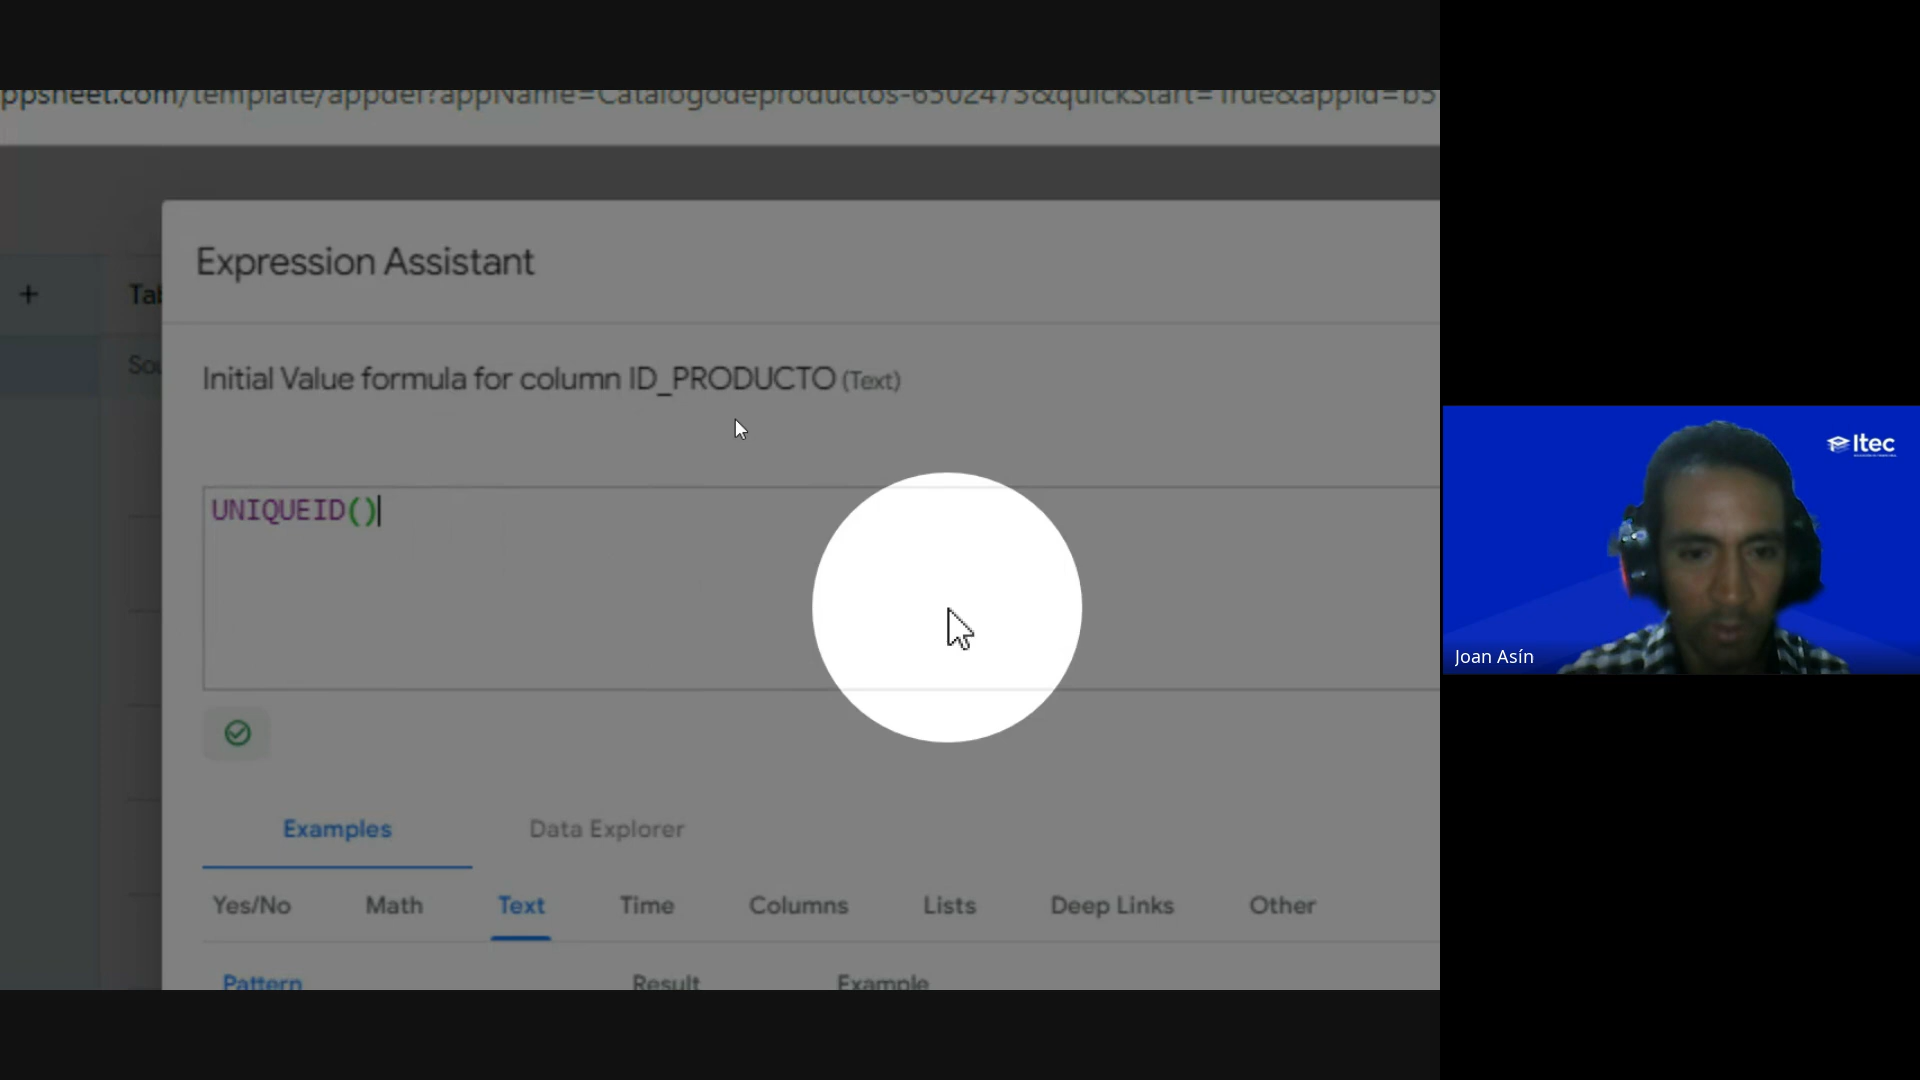 ppsheet.com/template/appdef?appName=Catalogodeproductos-6502475&quickStart=True&appId=b5
Expression Assistant
+
Tab
Sou
Initial Value formula for column ID_PRODUCTO (Text)
UNIQUEID()
Examples
Data Explorer
Yes/No
Math
Text
Time
Columns
Lists
Deep Links
Other
Pattern
Result
Example
Itec
Joan Asín